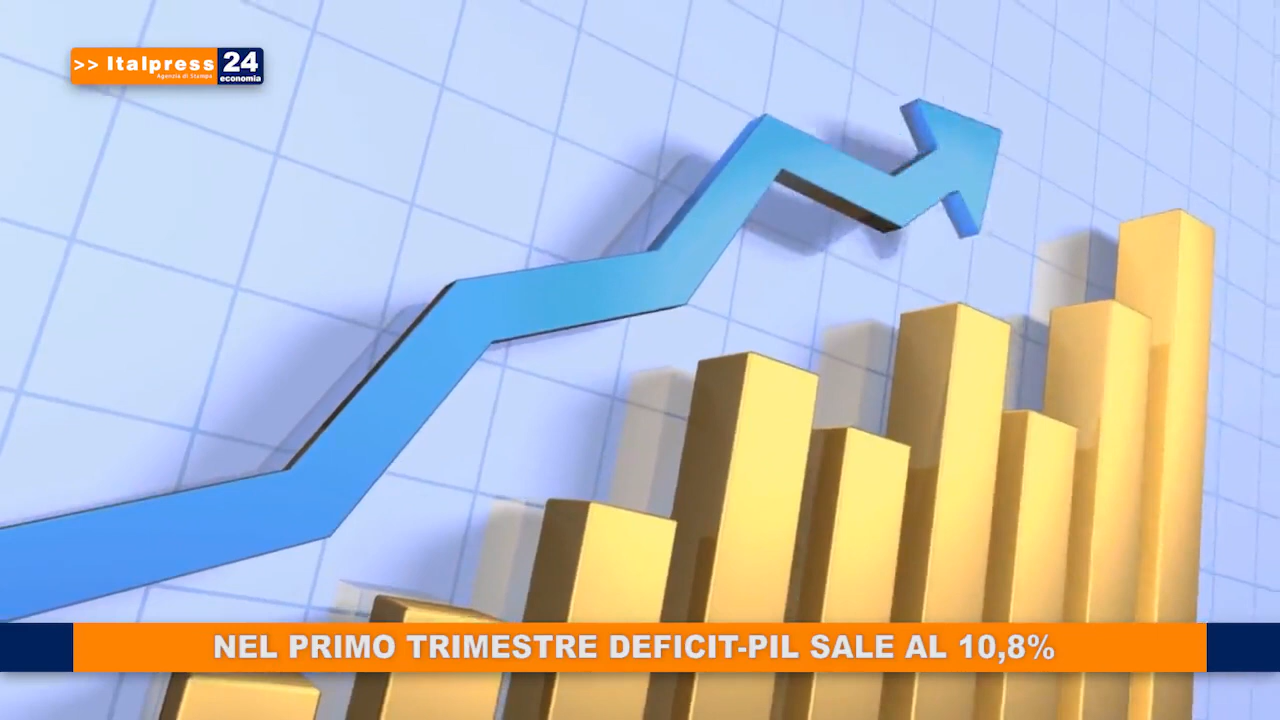 >> Italpress
Agenzia di Stampa
24
economia
NEL PRIMO TRIMESTRE DEFICIT-PIL SALE AL 10,8%